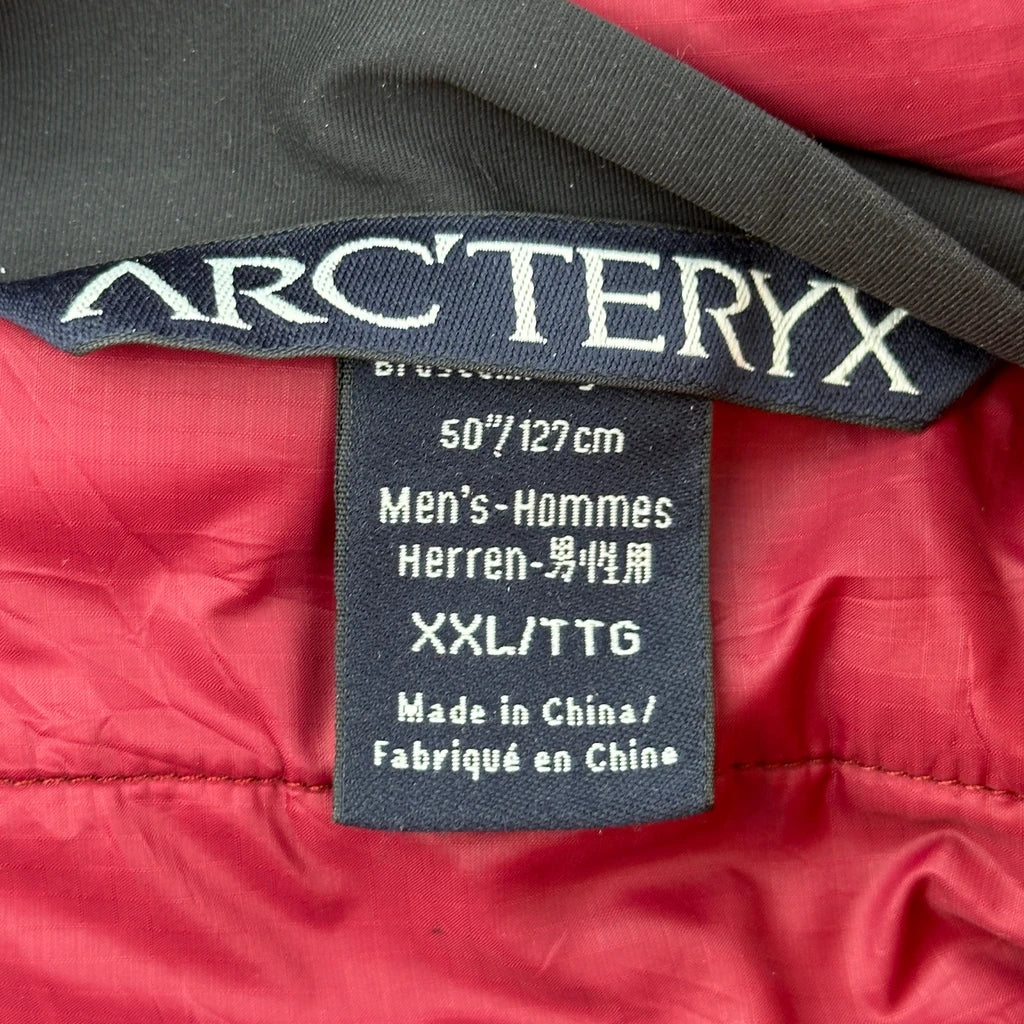 ARC'TERYX
50"/127cm
Men's-Hommes
Herren-男性用
XXL/TTG
Made in China/
Fabriqué en Chine